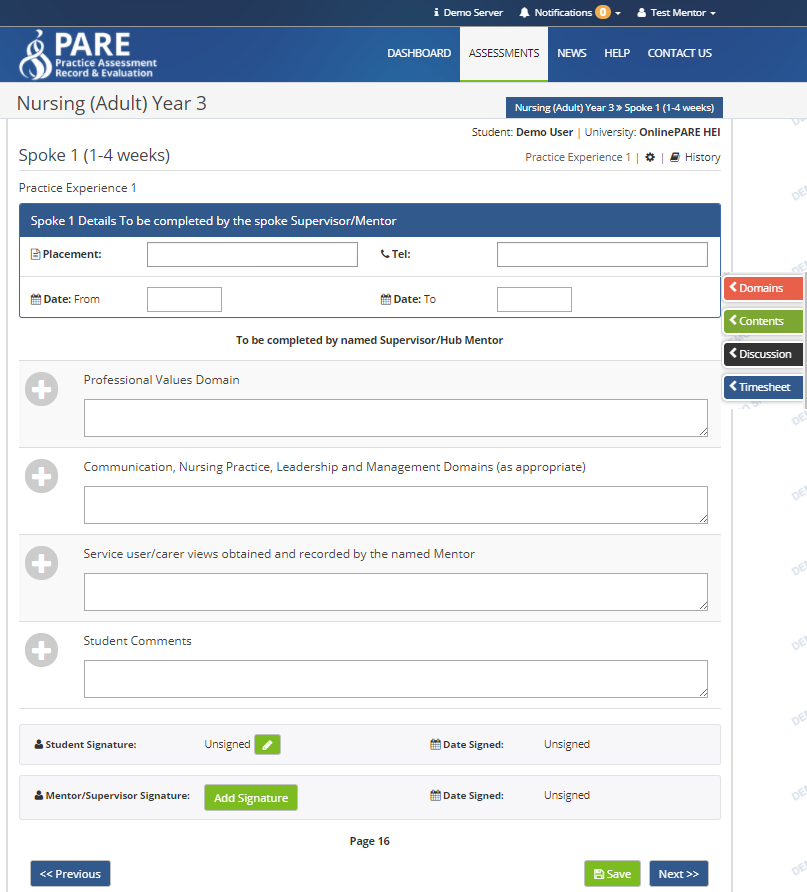 Demo Server Notifications 0 Test Mentor
PARE
Practice Assessment
Record & Evaluation
DASHBOARD ASSESSMENTS NEWS HELP CONTACT US
Nursing (Adult) Year 3
Nursing (Adult) Year 3 » Spoke 1 (1-4 weeks)
Student: Demo User | University: OnlinePARE HEI
Spoke 1 (1-4 weeks)
Practice Experience 1 | | History
Practice Experience 1
Spoke 1 Details To be completed by the spoke Supervisor/Mentor
Placement: Tel:
Date: From Date: To
Domains
Contents
Discussion
Timesheet
To be completed by named Supervisor/Hub Mentor
Professional Values Domain
Communication, Nursing Practice, Leadership and Management Domains (as appropriate)
Service user/carer views obtained and recorded by the named Mentor
Student Comments
Student Signature: Unsigned Date Signed: Unsigned
Mentor/Supervisor Signature: Add Signature Date Signed: Unsigned
Page 16
<< Previous Save Next >>